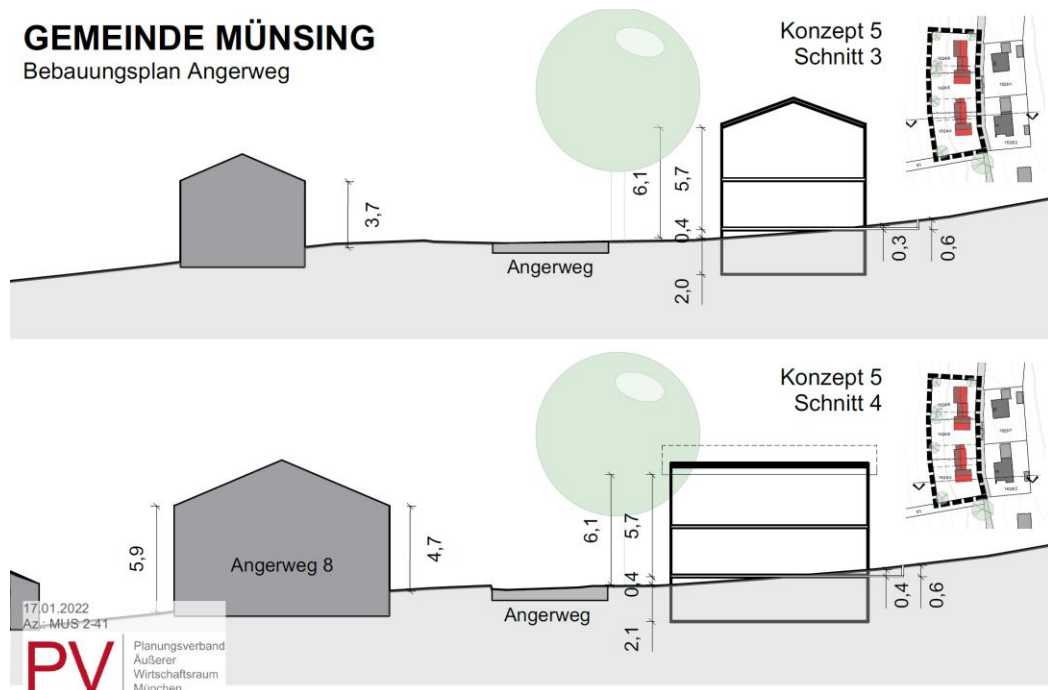 GEMEINDE MÜNSING
Bebauungsplan Angerweg
Konzept 5
Schnitt 3
3,7
6,1
5,7
0,4
2,0
0,3
0,6
Angerweg
Konzept 5
Schnitt 4
5,9
Angerweg 8
4,7
6,1
5,7
0,4
2,1
0,4
0,6
Angerweg
17.01.2022
Az.: MUS 2-41
PV
Planungsverband
Äußerer
Wirtschaftsraum
München